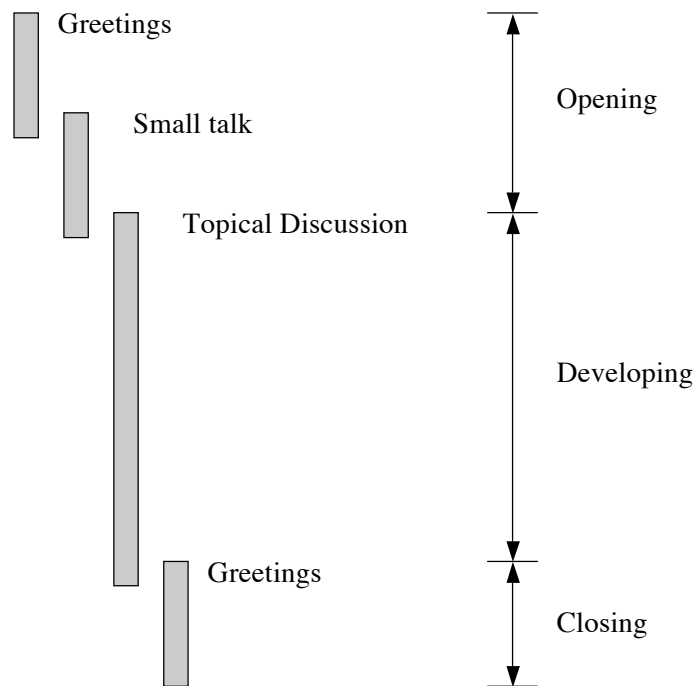 Greetings
Opening
Small talk
Topical Discussion
Developing
Greetings
Closing